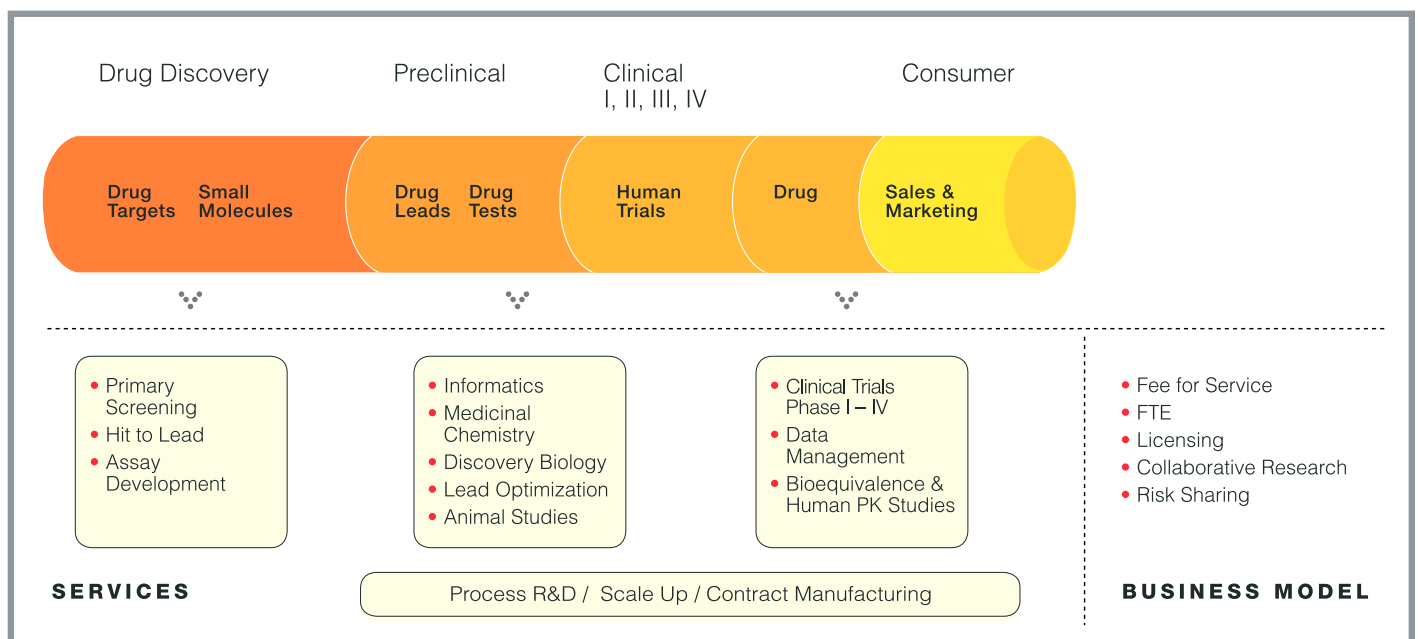 Drug Discovery
Preclinical
Clinical
I, II, III, IV
Consumer
Drug
Targets
Small
Molecules
Drug
Leads
Drug
Tests
Human
Trials
Drug
Sales &
Marketing
• Primary
Screening
• Hit to Lead
• Assay
Development
• Informatics
• Medicinal
Chemistry
• Discovery Biology
• Lead Optimization
• Animal Studies
• Clinical Trials
Phase I – IV
• Data
Management
• Bioequivalence &
Human PK Studies
• Fee for Service
• FTE
• Licensing
• Collaborative Research
• Risk Sharing
SERVICES
Process R&D / Scale Up / Contract Manufacturing
BUSINESS MODEL